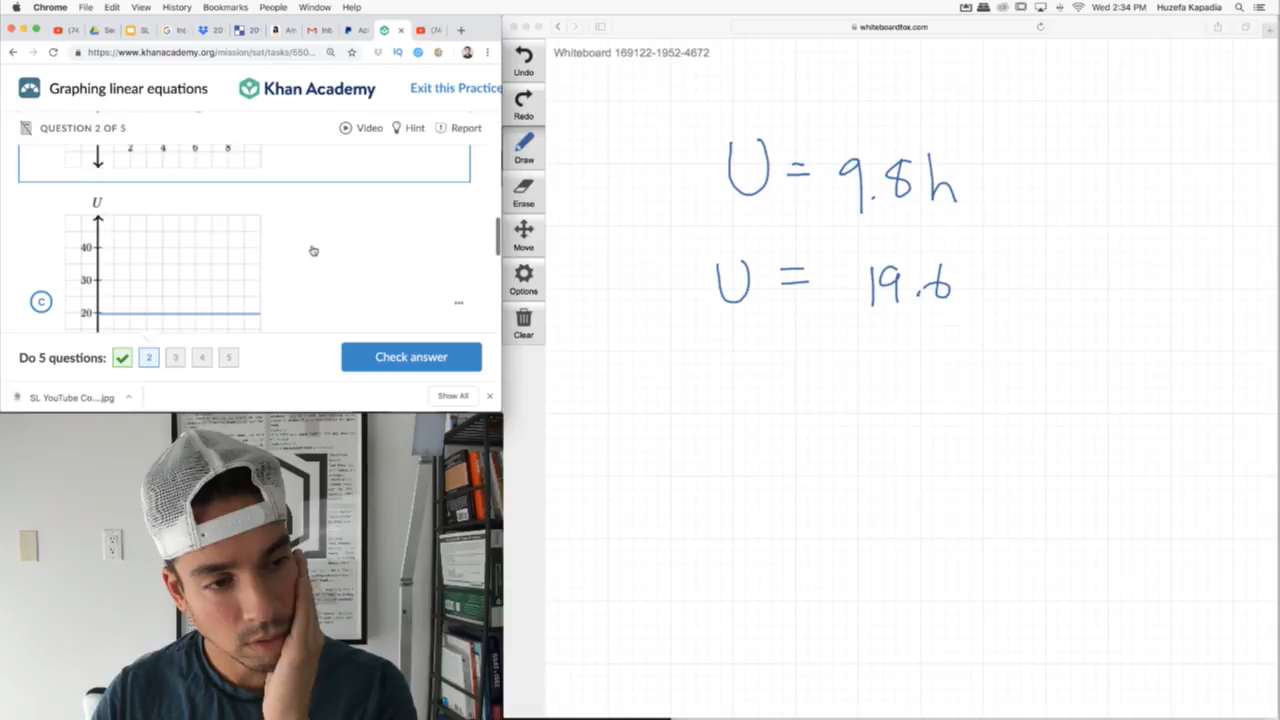 Chrome File Edit View History Bookmarks People Window Help
Wed 2:34 PM Huzefa Kapadia
https://www.khanacademy.org/mission/sat/tasks/550...
whiteboardfox.com
Graphing linear equations
Khan Academy
Exit this Practice
QUESTION 2 OF 5
Video
Hint
Report
2 4 6 8
U
40
30
20
C
Do 5 questions:
2 3 4 5
Check answer
SL YouTube Co....jpg
Show All
Whiteboard 169122-1952-4672
Undo
Redo
Draw
Erase
Move
Options
Clear
U = 9.8h
U = 19.6